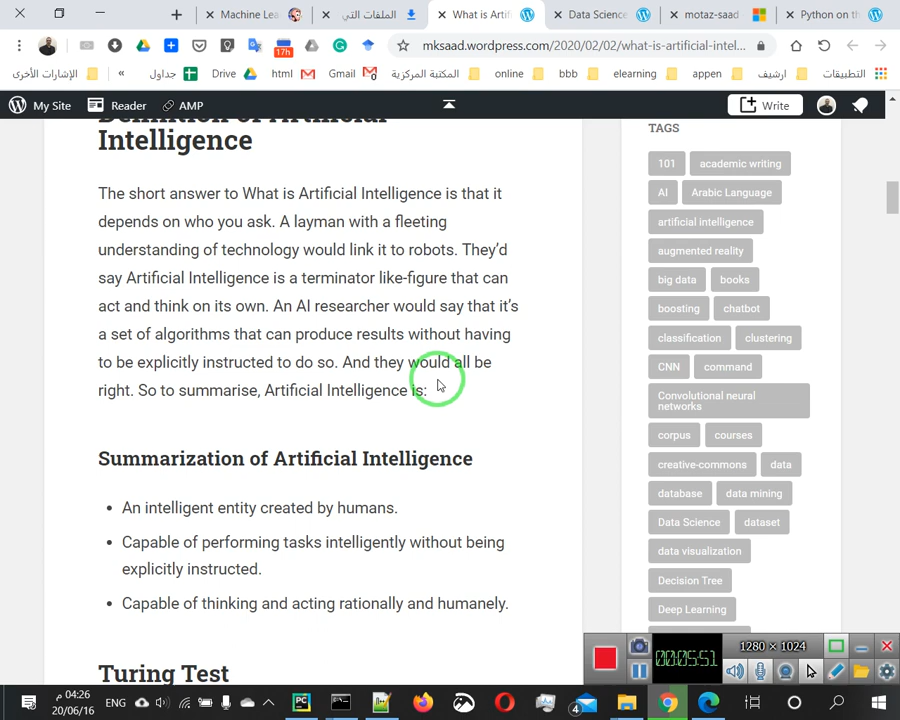 Machine Lea
الملفات التي
What is Artifi
Data Science
motaz-saad
Python on th
17h
mksaad.wordpress.com/2020/02/02/what-is-artificial-intel...
الإشارات الأخرى
«
جداول
Drive
html
Gmail
المكتبة المركزية
online
bbb
elearning
appen
ارشيف
التطبيقات
My Site
Reader
AMP
Write
Definition of Artificial
Intelligence
The short answer to What is Artificial Intelligence is that it
depends on who you ask. A layman with a fleeting
understanding of technology would link it to robots. They’d
say Artificial Intelligence is a terminator like-figure that can
act and think on its own. An AI researcher would say that it’s
a set of algorithms that can produce results without having
to be explicitly instructed to do so. And they would all be
right. So to summarise, Artificial Intelligence is:
Summarization of Artificial Intelligence
• An intelligent entity created by humans.
• Capable of performing tasks intelligently without being
explicitly instructed.
• Capable of thinking and acting rationally and humanely.
Turing Test
TAGS
101 academic writing
AI Arabic Language
artificial intelligence
augmented reality
big data books
boosting chatbot
classification clustering
CNN command
Convolutional neural
networks
corpus courses
creative-commons data
database data mining
Data Science dataset
data visualization
Decision Tree
Deep Learning
00:05:51
1280 × 1024
04:26 م
20/06/16
ENG
PC
4